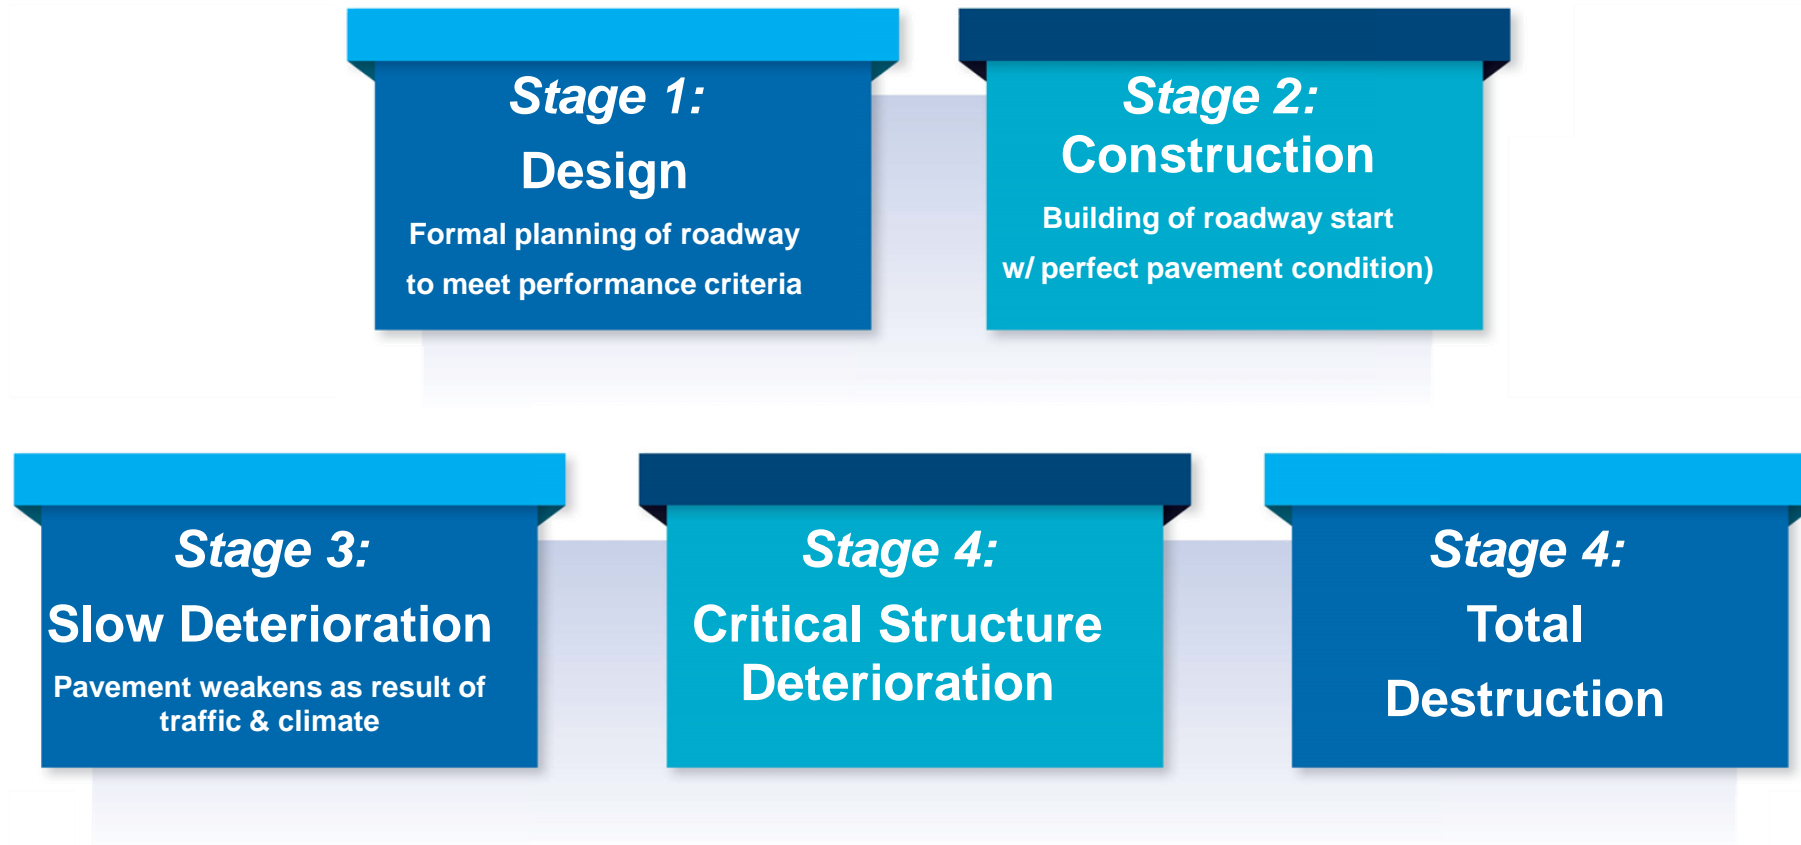 Stage 1:
Design
Formal planning of roadway
to meet performance criteria
Stage 2:
Construction
Building of roadway start
w/ perfect pavement condition)
Stage 3:
Slow Deterioration
Pavement weakens as result of
traffic & climate
Stage 4:
Critical Structure
Deterioration
Stage 4:
Total
Destruction